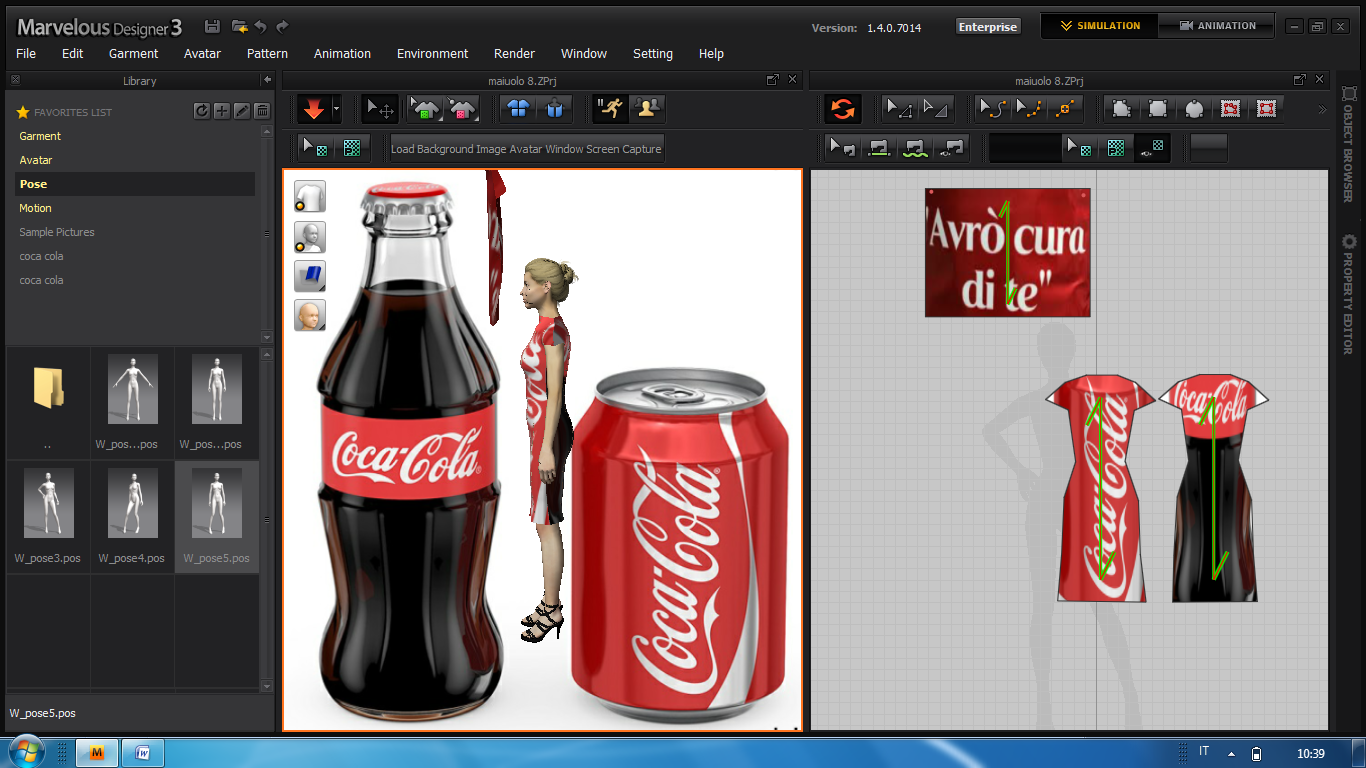 Marvelous Designer 3
Version: 1.4.0.7014
Enterprise
SIMULATION
ANIMATION
File Edit Garment Avatar Pattern Animation Environment Render Window Setting Help
Library
maiuolo 8.ZPrj
maiuolo 8.ZPrj
FAVORITES LIST
Garment
Avatar
Pose
Motion
Sample Pictures
coca cola
coca cola
Load Background Image Avatar Window Screen Capture
..
W_pos...pos
W_pos...pos
W_pose3.pos
W_pose4.pos
W_pose5.pos
W_pose5.pos
Coca-Cola
Coca-Cola
"Avrò cura
di te"
Coca-Cola
Coca-Cola
OBJECT BROWSER
PROPERTY EDITOR
IT
10:39